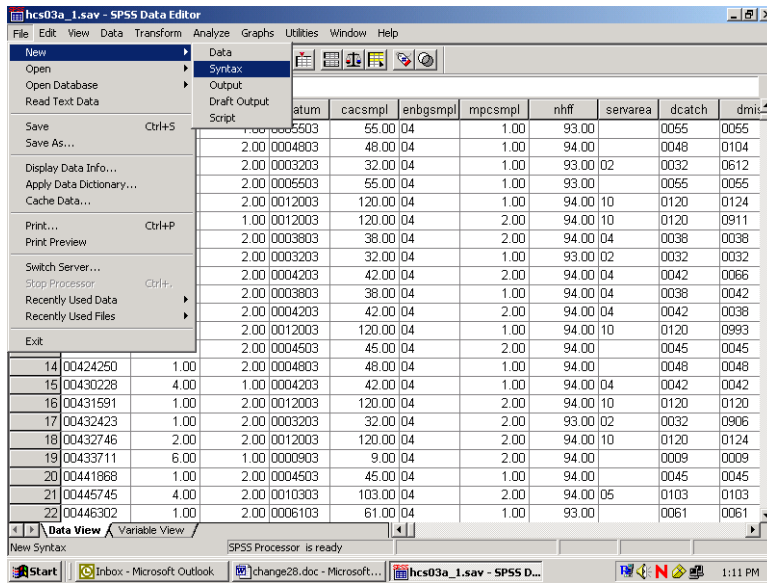 hcs03a_1.sav - SPSS Data Editor
File Edit View Data Transform Analyze Graphs Utilities Window Help
New
Open
Open Database
Read Text Data
Save Ctrl+S
Save As...
Display Data Info...
Apply Data Dictionary...
Cache Data...
Print... Ctrl+P
Print Preview
Switch Server...
Stop Processor Ctrl+.
Recently Used Data
Recently Used Files
Exit
Data
Syntax
Output
Draft Output
Script
atum cacsmpl enbgsmpl mpcsmpl nhff servarea dcatch dmis
55.00 04 1.00 93.00 0055 0055
2.00 0004803 48.00 04 1.00 94.00 0048 0104
2.00 0003203 32.00 04 1.00 93.00 02 0032 0612
2.00 0005503 55.00 04 1.00 93.00 0055 0055
2.00 0012003 120.00 04 2.00 94.00 10 0120 0124
1.00 0012003 120.00 04 2.00 94.00 10 0120 0911
2.00 0003803 38.00 04 2.00 94.00 04 0038 0038
2.00 0003203 32.00 04 1.00 93.00 02 0032 0032
2.00 0004203 42.00 04 2.00 94.00 04 0042 0066
2.00 0003803 38.00 04 1.00 94.00 04 0038 0042
2.00 0004203 42.00 04 2.00 94.00 04 0042 0038
2.00 0012003 120.00 04 1.00 94.00 10 0120 0993
2.00 0004503 45.00 04 2.00 94.00 0045 0045
14 00424250 1.00 2.00 0004803 48.00 04 1.00 94.00 0048 0048
15 00430228 4.00 1.00 0004203 42.00 04 1.00 94.00 04 0042 0042
16 00431591 1.00 2.00 0012003 120.00 04 2.00 94.00 10 0120 0120
17 00432423 1.00 2.00 0003203 32.00 04 2.00 93.00 02 0032 0906
18 00432746 2.00 2.00 0012003 120.00 04 2.00 94.00 10 0120 0124
19 00433711 6.00 1.00 0000903 9.00 04 2.00 94.00 0009 0009
20 00441868 1.00 2.00 0004503 45.00 04 1.00 94.00 0045 0045
21 00445745 4.00 2.00 0010303 103.00 04 2.00 94.00 05 0103 0103
22 00446302 1.00 2.00 0006103 61.00 04 1.00 93.00 0061 0061
Data View Variable View
New Syntax SPSS Processor is ready
Start Inbox - Microsoft Outlook change28.doc - Microsoft... hcs03a_1.sav - SPSS D... 1:11 PM